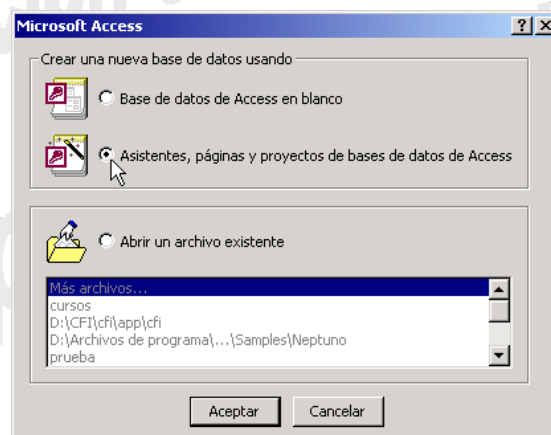 Microsoft Access
Crear una nueva base de datos usando
Base de datos de Access en blanco
Asistentes, páginas y proyectos de bases de datos de Access
Abrir un archivo existente
Más archivos...
cursos
D:\CFI\cfi\app\cfi
D:\Archivos de programa\...\Samples\Neptuno
prueba
Aceptar
Cancelar